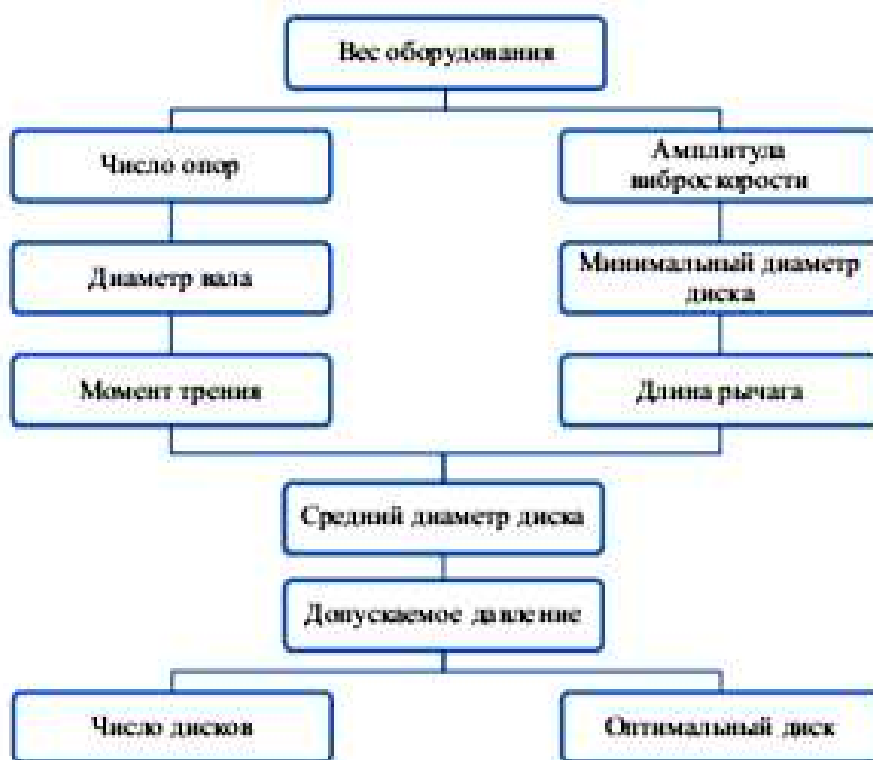 Вес оборудования
Число опор
Амплитула
виброскорости
Диаметр вала
Минимальный диаметр
диска
Момент трения
Длина рычага
Средний диаметр диска
Допускаемое давление
Число дисков
Оптимальный диск